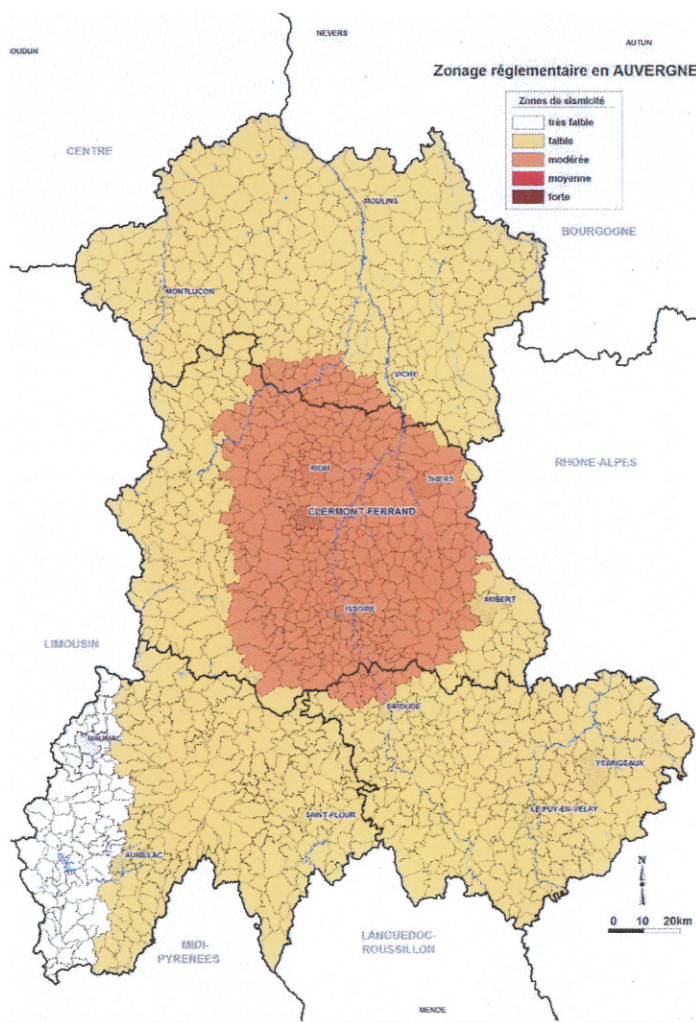 NEVERS
AUTUN
Zonage réglementaire en AUVERGNE
Zones de sismicité
très faible
faible
modérée
moyenne
forte
CENTRE
MOULINS
BOURGOGNE
MONTLUCON
VICHY
RIOM
THIERS
RHONE-ALPES
CLERMONT-FERRAND
ISSOIRE
AMBERT
LIMOUSIN
BRIOUDE
MAURIAC
YSSINGEAUX
SAINT-FLOUR
LE PUY-EN-VELAY
AURILLAC
N
0 10 20km
MIDI-
PYRENEES
LANGUEDOC-
ROUSSILLON
MENDE